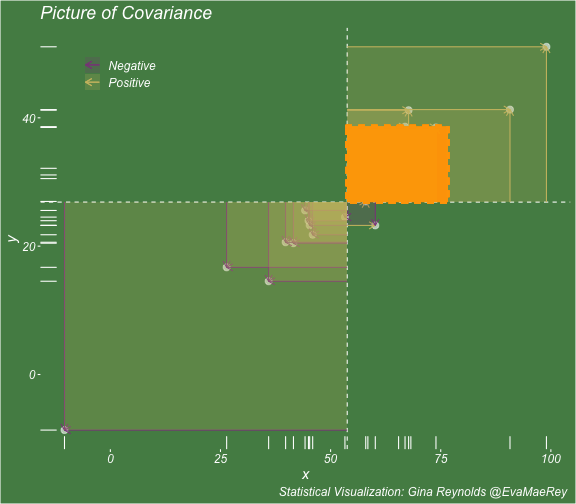 Picture of Covariance
Negative
Positive
40
20
0
y
0 25 50 75 100
x
Statistical Visualization: Gina Reynolds @EvaMaeRey